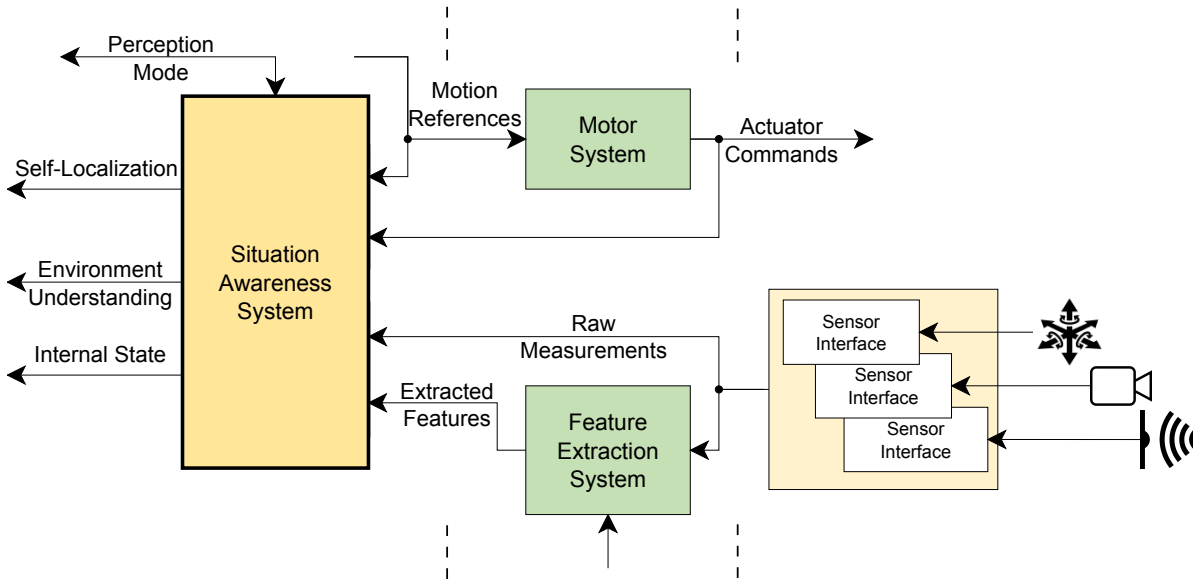 Perception
Mode
Motion
References
Motor
System
Actuator
Commands
Self-Localization
Situation
Awareness
System
Environment
Understanding
Internal State
Raw
Measurements
Extracted
Features
Feature
Extraction
System
Sensor
Interface
Sensor
Interface
Sensor
Interface